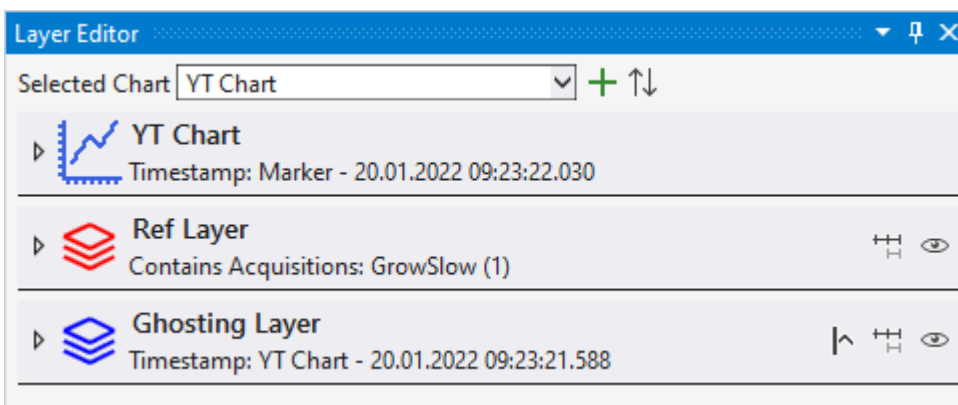 Layer Editor
Selected Chart YT Chart
YT Chart
Timestamp: Marker - 20.01.2022 09:23:22.030
Ref Layer
Contains Acquisitions: GrowSlow (1)
Ghosting Layer
Timestamp: YT Chart - 20.01.2022 09:23:21.588